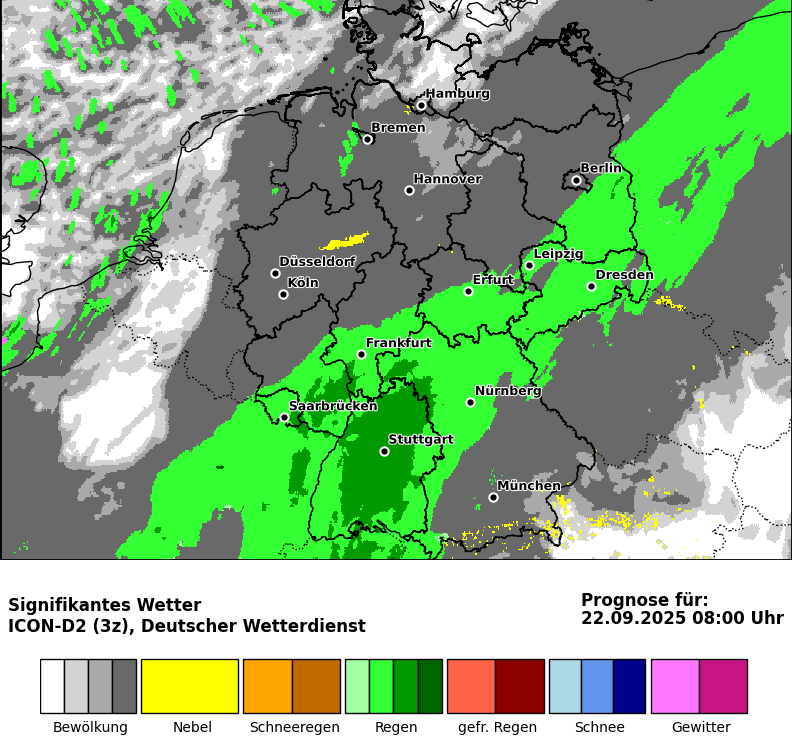 Hamburg
Bremen
Hannover
Berlin
Düsseldorf
Köln
Leipzig
Erfurt
Dresden
Frankfurt
Nürnberg
Saarbrücken
Stuttgart
München
Signifikantes Wetter
ICON-D2 (3z), Deutscher Wetterdienst
Prognose für:
22.09.2025 08:00 Uhr
Bewölkung
Nebel
Schneeregen
Regen
gefr. Regen
Schnee
Gewitter